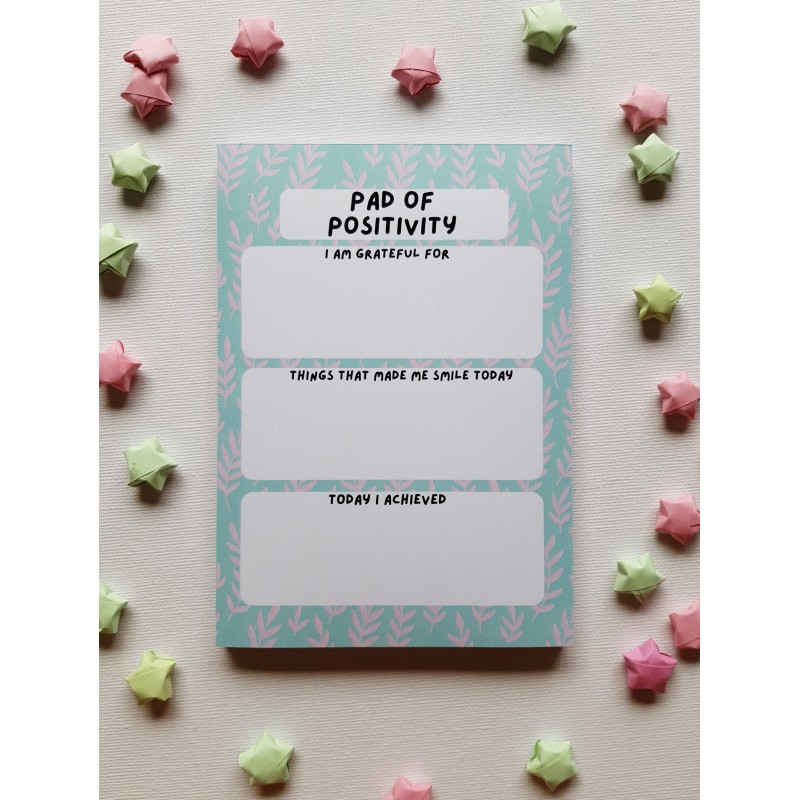 PAD OF
POSITIVITY
I AM GRATEFUL FOR
THINGS THAT MADE ME SMILE TODAY
TODAY I ACHIEVED